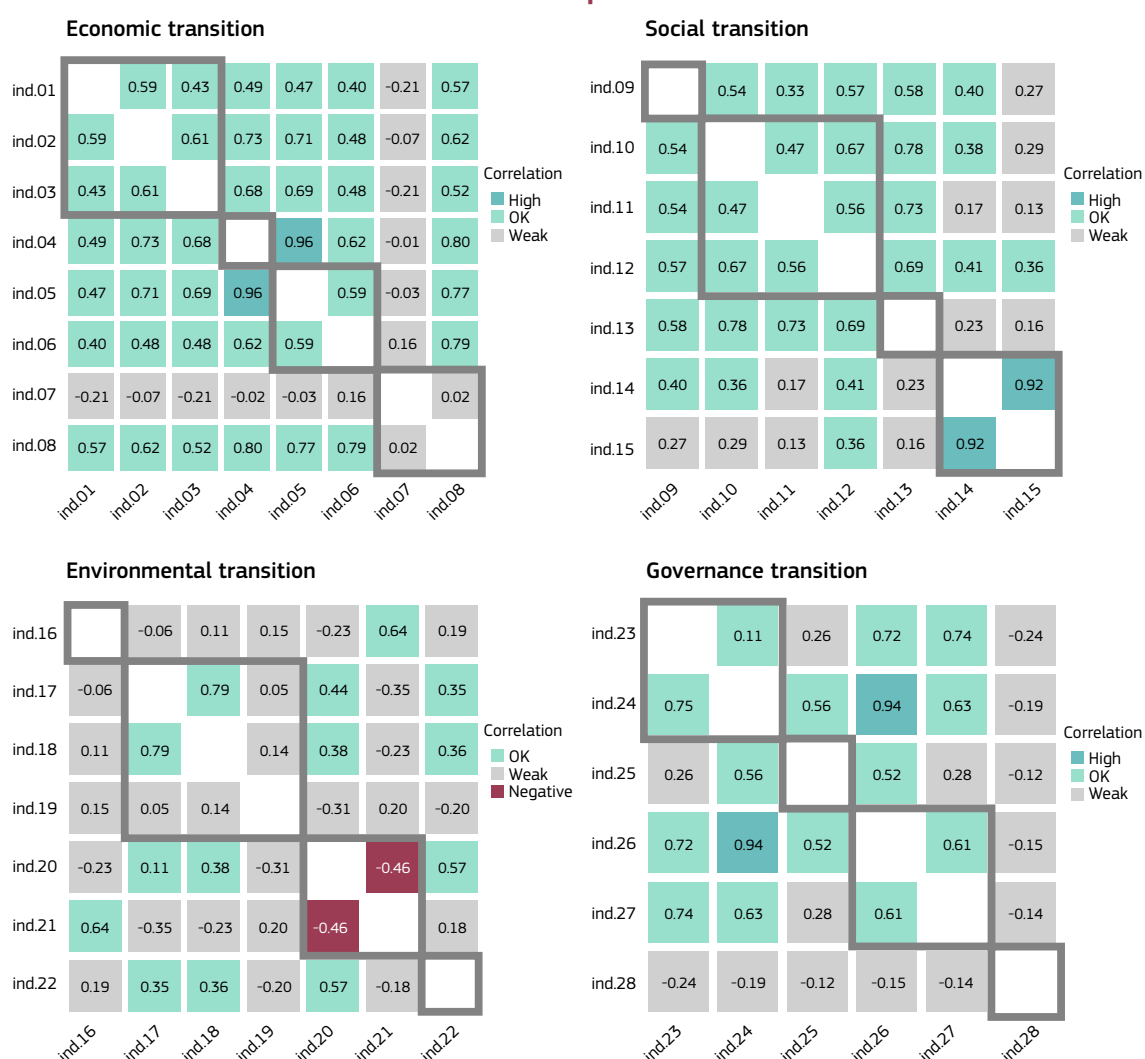 Economic transition
ind.01 0.59 0.43 0.49 0.47 0.40 -0.21 0.57
ind.02 0.59 0.61 0.73 0.71 0.48 -0.07 0.62
ind.03 0.43 0.61 0.68 0.69 0.48 -0.21 0.52
ind.04 0.49 0.73 0.68 0.96 0.62 -0.01 0.80
ind.05 0.47 0.71 0.69 0.96 0.59 -0.03 0.77
ind.06 0.40 0.48 0.48 0.62 0.59 0.16 0.79
ind.07 -0.21 -0.07 -0.21 -0.02 -0.03 0.16 0.02
ind.08 0.57 0.62 0.52 0.80 0.77 0.79 0.02
ind.01 ind.02 ind.03 ind.04 ind.05 ind.06 ind.07 ind.08
Correlation
High
OK
Weak
Social transition
ind.09 0.54 0.33 0.57 0.58 0.40 0.27
ind.10 0.54 0.47 0.67 0.78 0.38 0.29
ind.11 0.54 0.47 0.56 0.73 0.17 0.13
ind.12 0.57 0.67 0.56 0.69 0.41 0.36
ind.13 0.58 0.78 0.73 0.69 0.23 0.16
ind.14 0.40 0.36 0.17 0.41 0.23 0.92
ind.15 0.27 0.29 0.13 0.36 0.16 0.92
ind.09 ind.10 ind.11 ind.12 ind.13 ind.14 ind.15
Correlation
High
OK
Weak
Environmental transition
ind.16 -0.06 0.11 0.15 -0.23 0.64 0.19
ind.17 -0.06 0.79 0.05 0.44 -0.35 0.35
ind.18 0.11 0.79 0.14 0.38 -0.23 0.36
ind.19 0.15 0.05 0.14 -0.31 0.20 -0.20
ind.20 -0.23 0.11 0.38 -0.31 -0.46 0.57
ind.21 0.64 -0.35 -0.23 0.20 -0.46 0.18
ind.22 0.19 0.35 0.36 -0.20 0.57 -0.18
ind.16 ind.17 ind.18 ind.19 ind.20 ind.21 ind.22
Correlation
OK
Weak
Negative
Governance transition
ind.23 0.11 0.26 0.72 0.74 -0.24
ind.24 0.75 0.56 0.94 0.63 -0.19
ind.25 0.26 0.56 0.52 0.28 -0.12
ind.26 0.72 0.94 0.52 0.61 -0.15
ind.27 0.74 0.63 0.28 0.61 -0.14
ind.28 -0.24 -0.19 -0.12 -0.15 -0.14
ind.23 ind.24 ind.25 ind.26 ind.27 ind.28
Correlation
High
OK
Weak